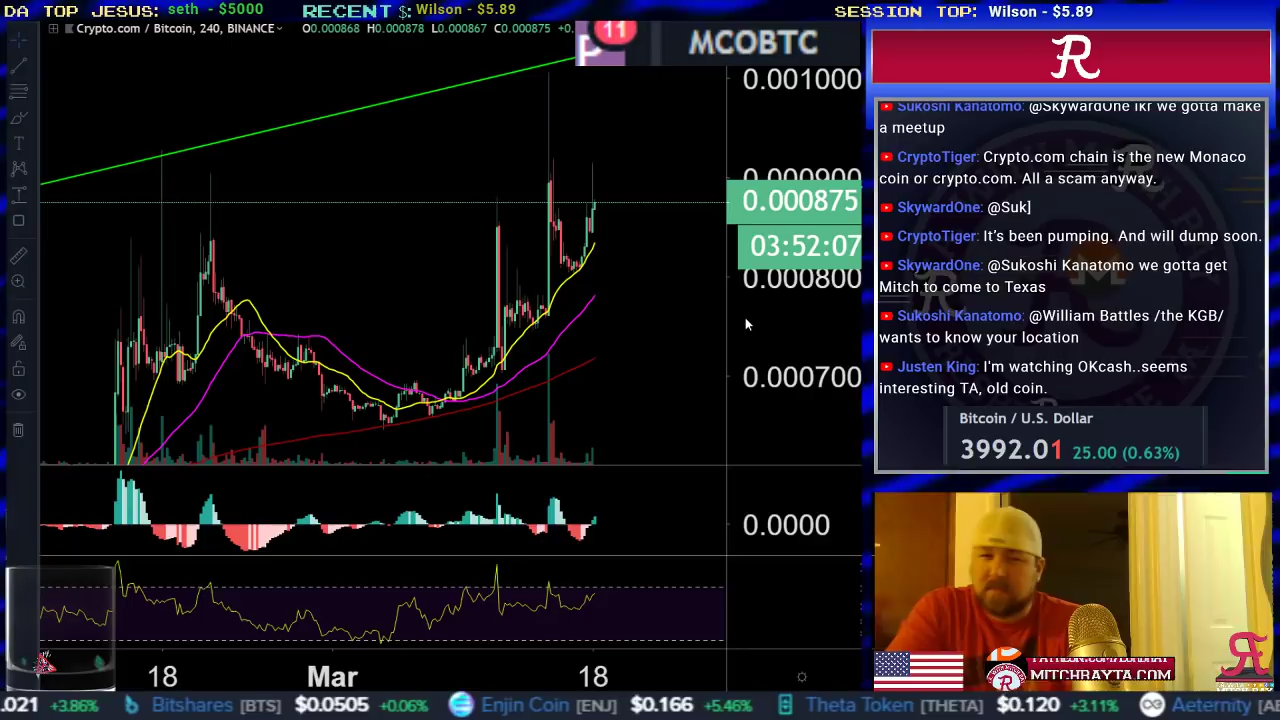 DA TOP JESUS: seth - $5000
RECENT $: Wilson - $5.89
SESSION TOP: Wilson - $5.89
Crypto.com / Bitcoin, 240, BINANCE
O0.000868 H0.000878 L0.000867 C0.000875 +0.
11
MCOBTC
0.001000
0.000900
0.000875
03:52:07
0.000800
0.000700
0.0000
18
Mar
18
Sukoshi Kanatomo: @SkywardOne ikr we gotta make
a meetup
CryptoTiger: Crypto.com chain is the new Monaco
coin or crypto.com. All a scam anyway.
SkywardOne: @Suk]
CryptoTiger: It's been pumping. And will dump soon.
SkywardOne: @Sukoshi Kanatomo we gotta get
Mitch to come to Texas
Sukoshi Kanatomo: @William Battles /the KGB/
wants to know your location
Justen King: I'm watching OKcash..seems
interesting TA, old coin.
Bitcoin / U.S. Dollar
3992.01 25.00 (0.63%)
MITCHRAYTA.COM
.021 +3.86% Bitshares [BTS] $0.0505 +0.06% Enjin Coin [ENJ] $0.166 +5.46% Theta Token [THETA] $0.120 +3.11% Aeternity [AE